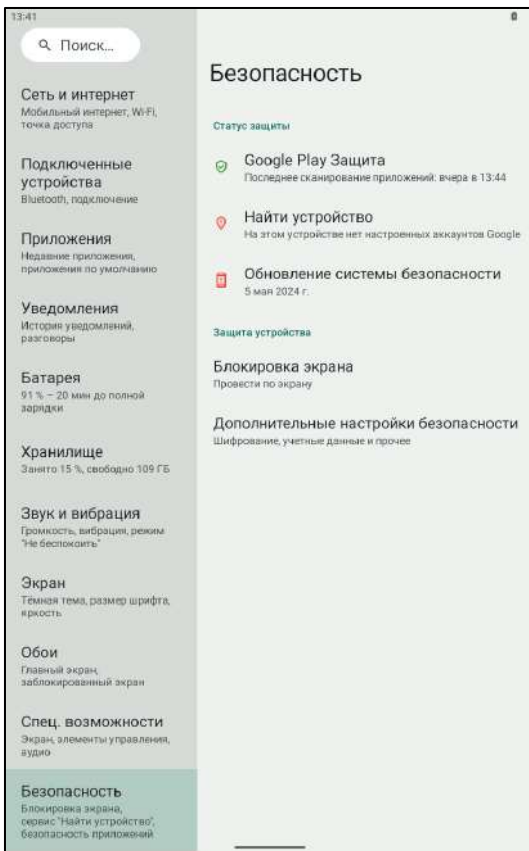 13:41
Поиск...
Сеть и интернет
Мобильный интернет, Wi-Fi,
точка доступа
Подключенные
устройства
Bluetooth, подключение
Приложения
Недавние приложения,
приложения по умолчанию
Уведомления
История уведомлений,
разговоры
Батарея
91 % – 20 мин до полной
зарядки
Хранилище
Занято 15 %, свободно 109 ГБ
Звук и вибрация
Громкость, вибрация, режим
"Не беспокоить"
Экран
Тёмная тема, размер шрифта,
яркость
Обои
Главный экран,
заблокированный экран
Спец. возможности
Экран, элементы управления,
аудио
Безопасность
Блокировка экрана,
сервис "Найти устройство",
безопасность приложений
Безопасность
Статус защиты
Google Play Защита
Последнее сканирование приложений: вчера в 13:44
Найти устройство
На этом устройстве нет настроенных аккаунтов Google
Обновление системы безопасности
5 мая 2024 г.
Защита устройства
Блокировка экрана
Провести по экрану
Дополнительные настройки безопасности
Шифрование, учетные данные и прочее